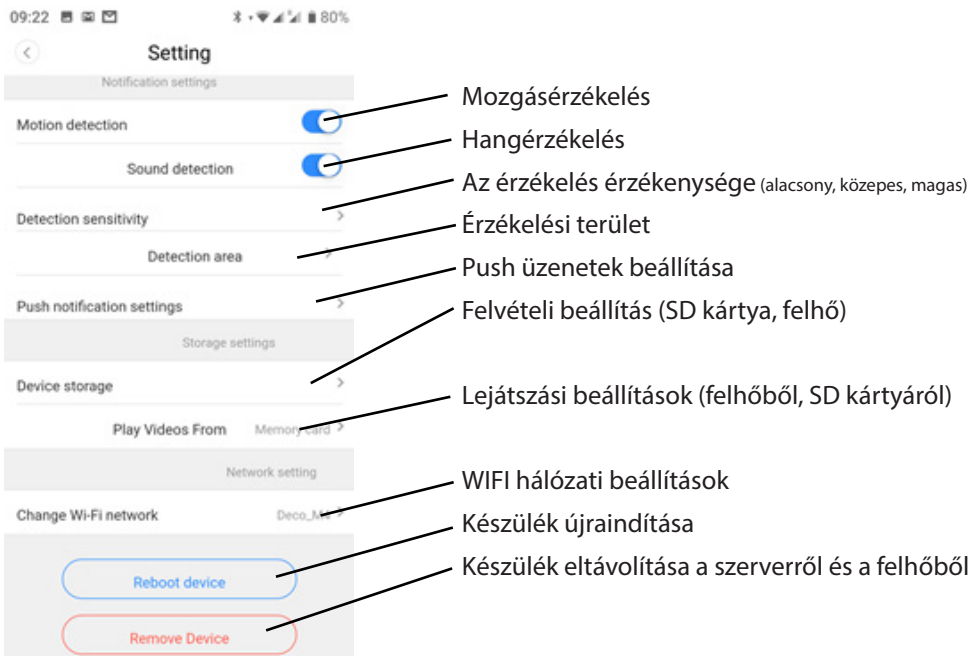 09:22 80%
Setting
Notification settings
Motion detection
Sound detection
Detection sensitivity
Detection area
Push notification settings
Storage settings
Device storage
Play Videos From Memory card
Network setting
Change Wi-Fi network Deco_M4
Reboot device
Remove Device
Mozgásérzékelés
Hangérzékelés
Az érzékelés érzékenysége (alacsony, közepes, magas)
Érzékelési terület
Push üzenetek beállítása
Felvételi beállítás (SD kártya, felhő)
Lejátszási beállítások (felhőből, SD kártyáról)
WIFI hálózati beállítások
Készülék újraindítása
Készülék eltávolítása a szerverről és a felhőből